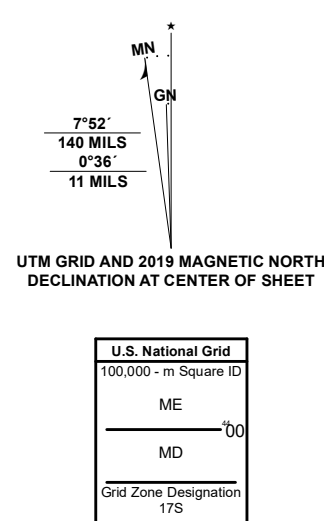 MN
GN
7°52´
140 MILS
0°36´
11 MILS
UTM GRID AND 2019 MAGNETIC NORTH
DECLINATION AT CENTER OF SHEET
U.S. National Grid
100,000 - m Square ID
ME
⁴⁴00
MD
Grid Zone Designation
17S